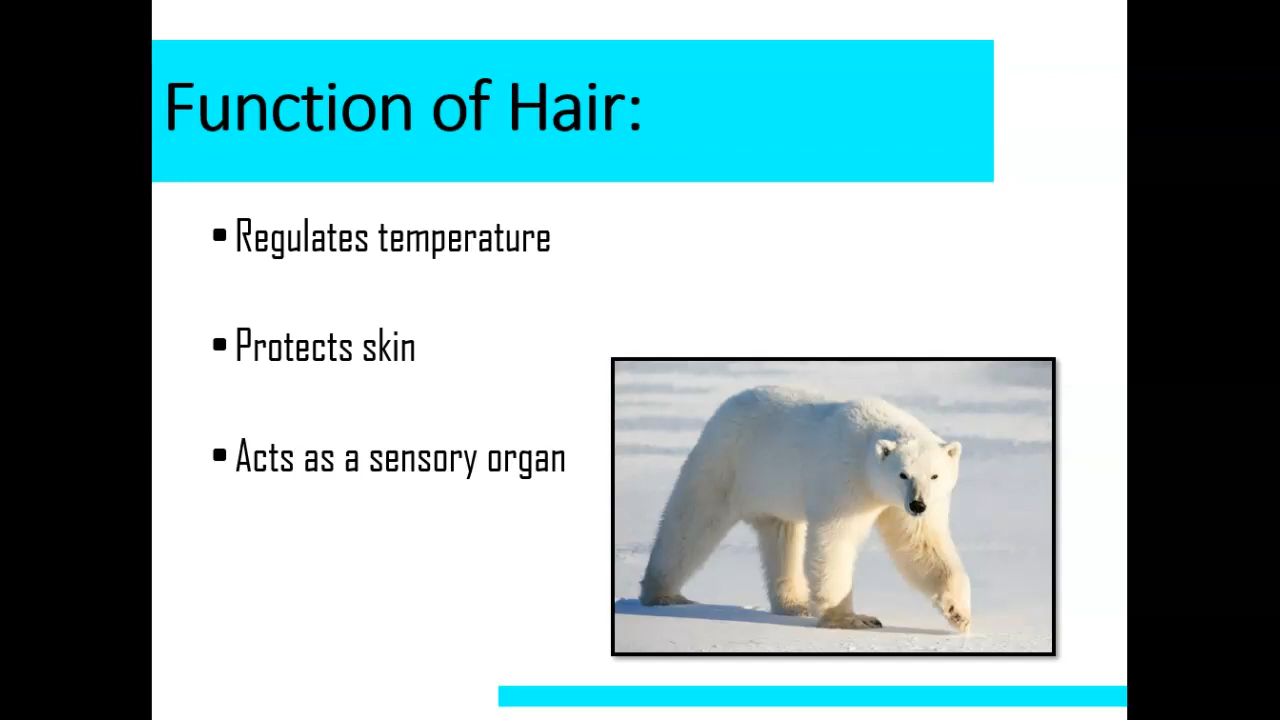 Function of Hair:
• Regulates temperature
• Protects skin
• Acts as a sensory organ